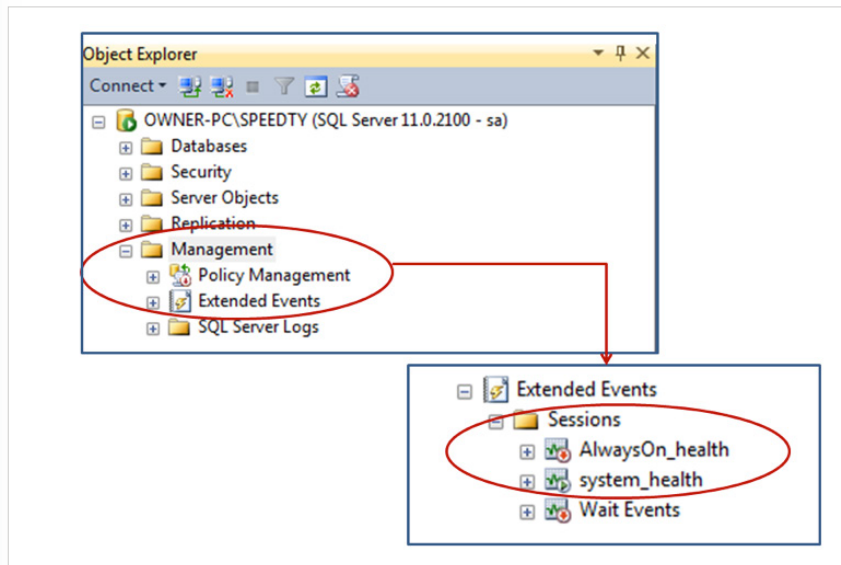 Object Explorer
Connect
OWNER-PC\SPEEDTY (SQL Server 11.0.2100 - sa)
Databases
Security
Server Objects
Replication
Management
Policy Management
Extended Events
SQL Server Logs
Extended Events
Sessions
AlwaysOn_health
system_health
Wait Events